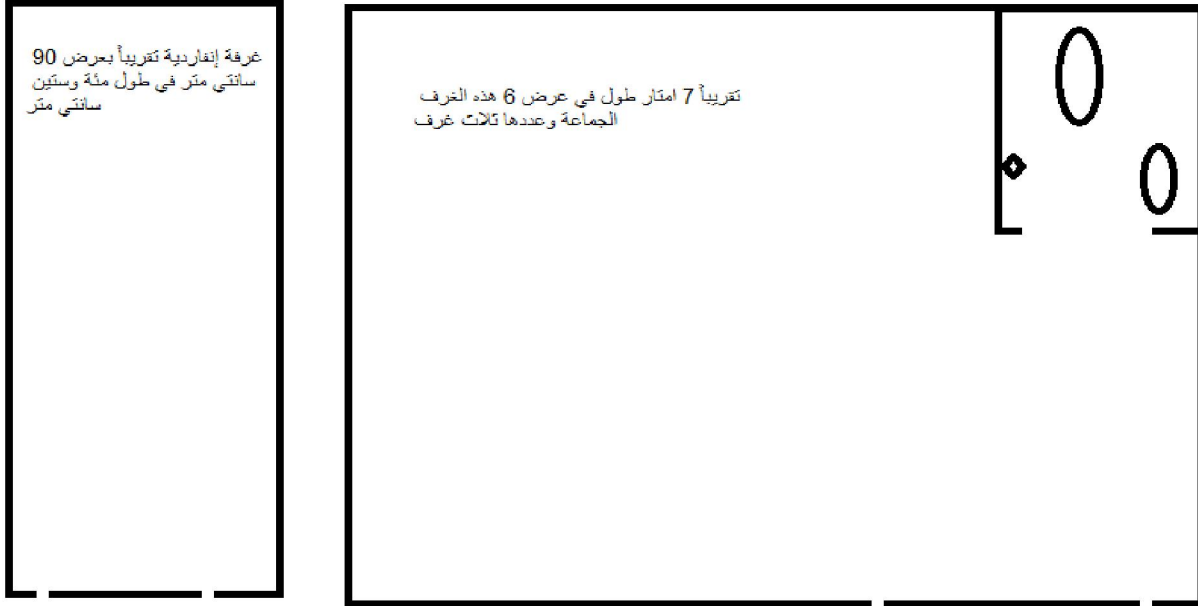 غرفة إنفاردية تقريباً بعرض 90
سانتي متر في طول مئة وستين
سانتي متر
تقريباً 7 امتار طول في عرض 6 هذه الغرف
الجماعة وعددها تلات غرف